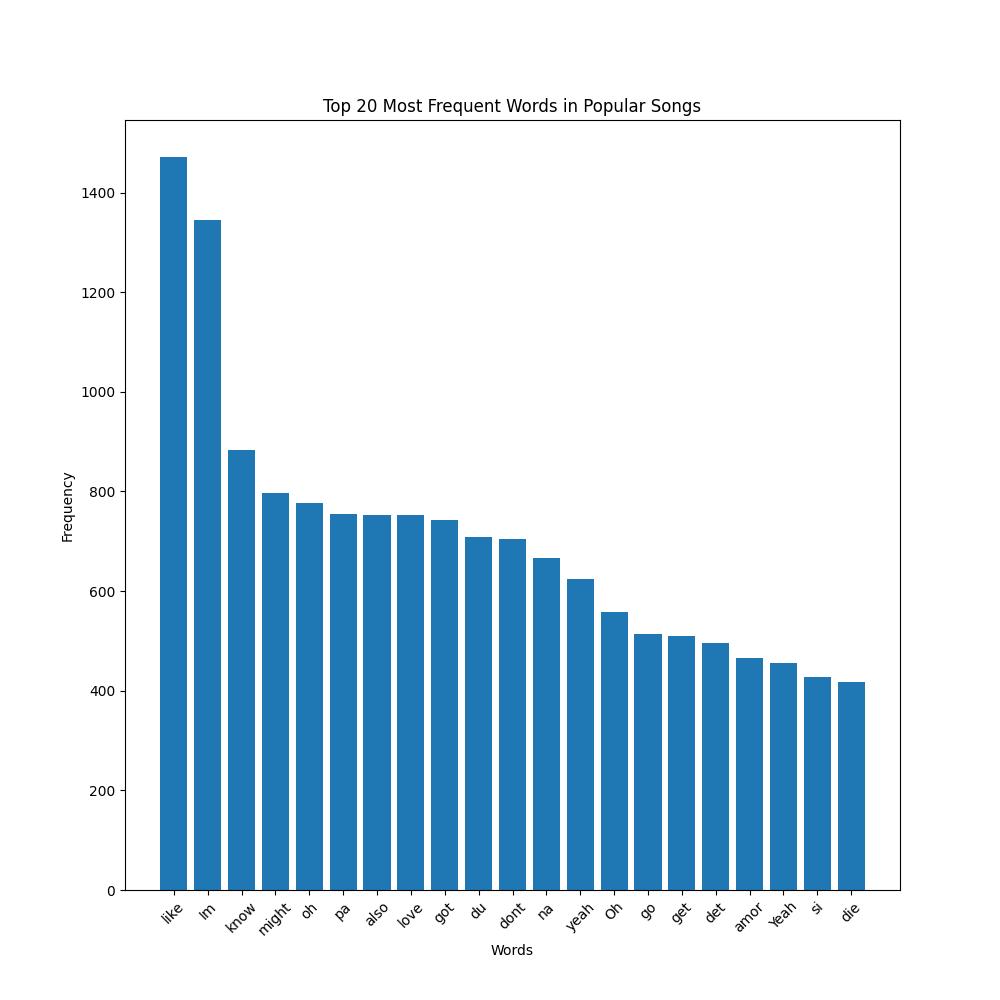 Top 20 Most Frequent Words in Popular Songs
1400
1200
1000
800
600
400
200
0
Frequency
like Im know might oh pa also love got du dont na yeah Oh go get det amor Yeah si die
Words